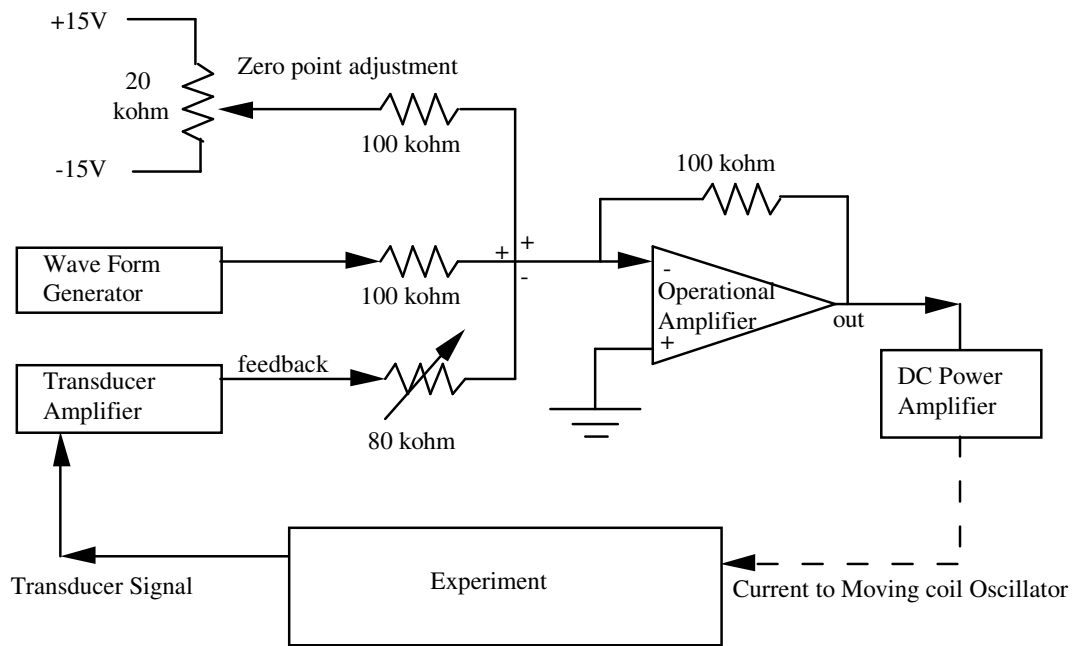 +15V
20
kohm
-15V
Zero point adjustment
100 kohm
100 kohm
Wave Form
Generator
100 kohm
+
+
-
-
Operational
Amplifier
+
out
Transducer
Amplifier
feedback
80 kohm
DC Power
Amplifier
Transducer Signal
Experiment
Current to Moving coil Oscillator